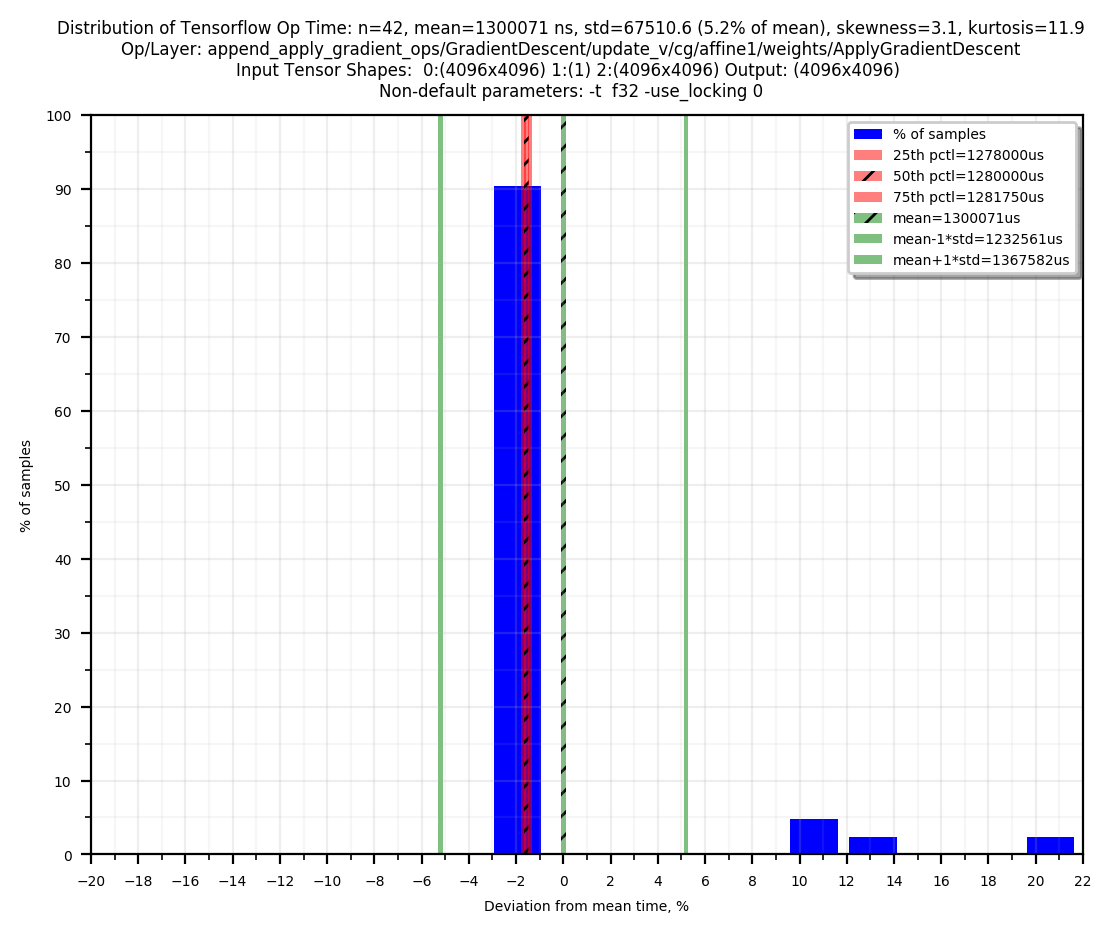 Distribution of Tensorflow Op Time: n=42, mean=1300071 ns, std=67510.6 (5.2% of mean), skewness=3.1, kurtosis=11.9
Op/Layer: append_apply_gradient_ops/GradientDescent/update_v/cg/affine1/weights/ApplyGradientDescent
Input Tensor Shapes:  0:(4096x4096) 1:(1) 2:(4096x4096) Output: (4096x4096)
Non-default parameters: -t  f32 -use_locking 0
100
90
80
70
60
50
40
30
20
10
0
% of samples
% of samples
25th pctl=1278000us
50th pctl=1280000us
75th pctl=1281750us
mean=1300071us
mean-1*std=1232561us
mean+1*std=1367582us
−20 −18 −16 −14 −12 −10 −8 −6 −4 −2 0 2 4 6 8 10 12 14 16 18 20 22
Deviation from mean time, %